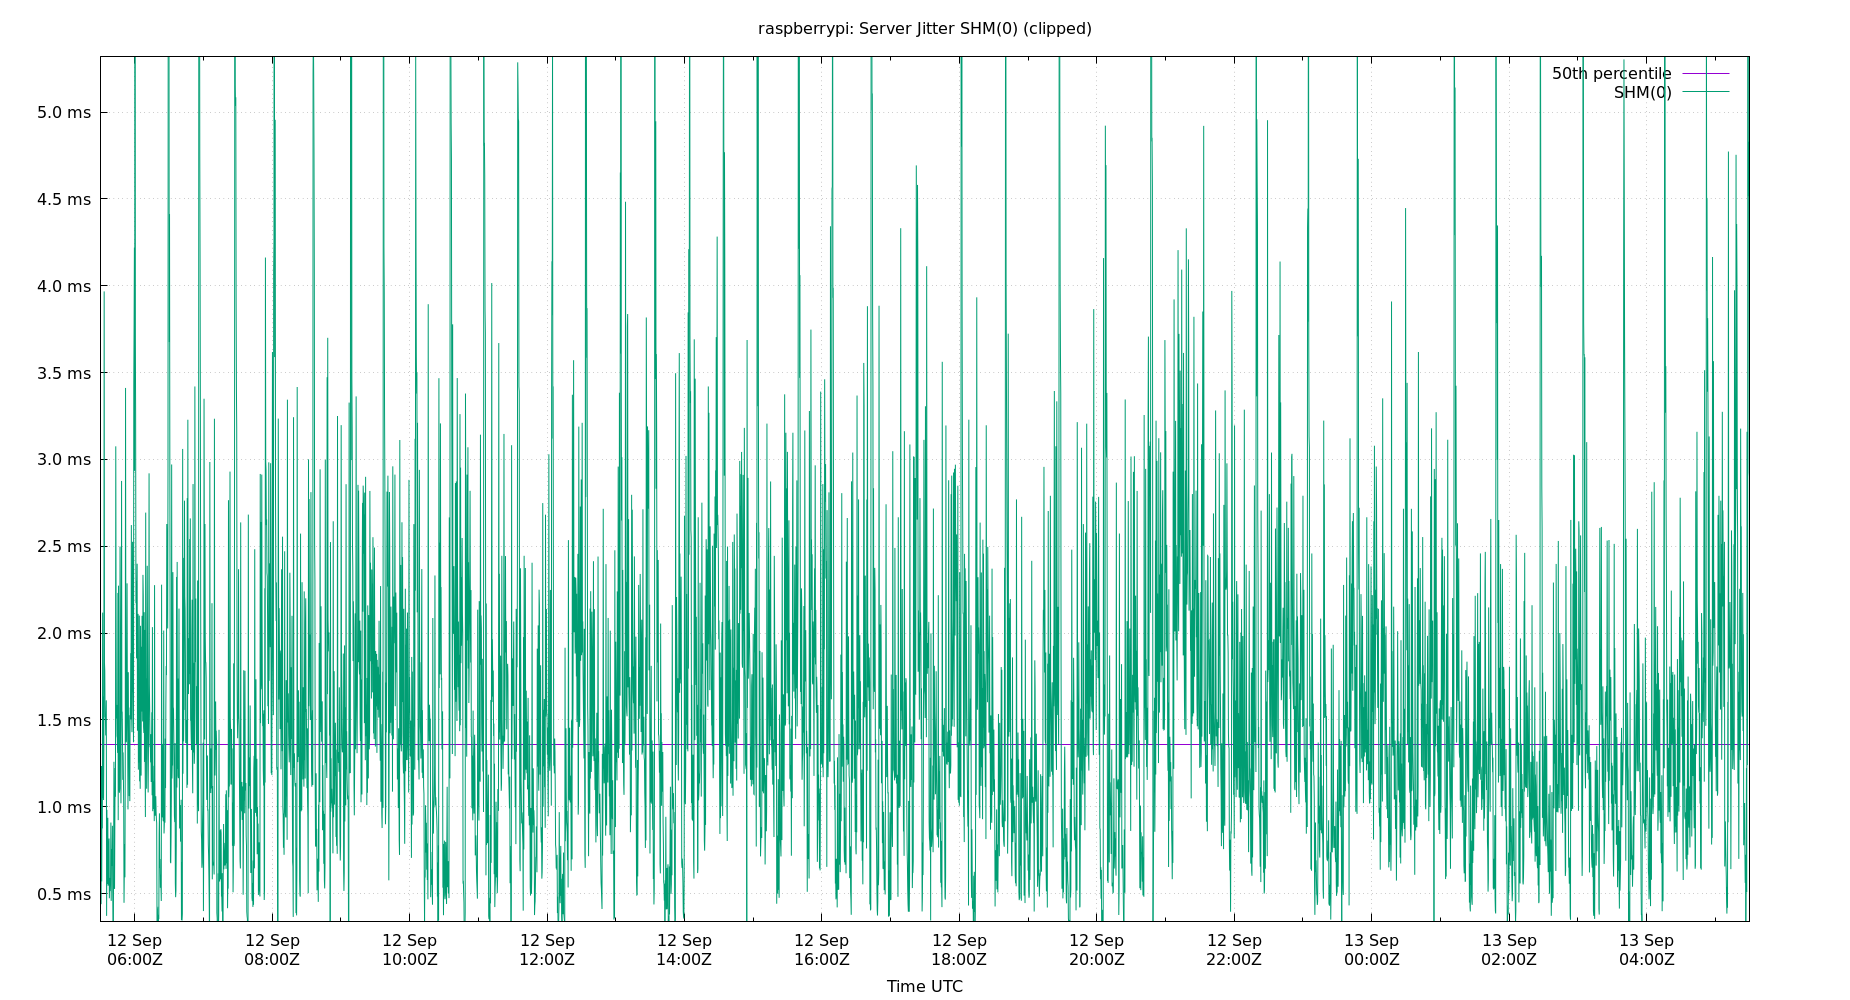 raspberrypi: Server Jitter SHM(0) (clipped)
50th percentile
SHM(0)
5.0 ms
4.5 ms
4.0 ms
3.5 ms
3.0 ms
2.5 ms
2.0 ms
1.5 ms
1.0 ms
0.5 ms
12 Sep 12 Sep 12 Sep 12 Sep 12 Sep 12 Sep 12 Sep 12 Sep 12 Sep 13 Sep 13 Sep 13 Sep
06:00Z 08:00Z 10:00Z 12:00Z 14:00Z 16:00Z 18:00Z 20:00Z 22:00Z 00:00Z 02:00Z 04:00Z
Time UTC